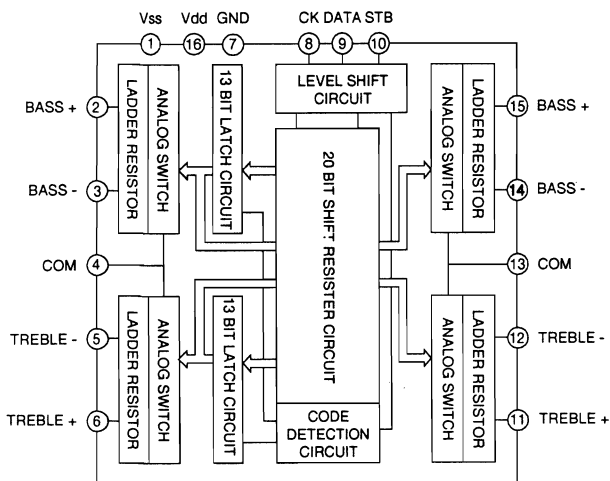 Vss Vdd GND CK DATA STB
1 16 7 8 9 10
LEVEL SHIFT
CIRCUIT
BASS + 2
BASS - 3
COM 4
LADDER RESISTOR
ANALOG SWITCH
13 BIT LATCH CIRCUIT
20 BIT SHIFT RESISTER CIRCUIT
ANALOG SWITCH
LADDER RESISTOR
15 BASS +
14 BASS -
13 COM
TREBLE - 5
TREBLE + 6
LADDER RESISTOR
ANALOG SWITCH
13 BIT LATCH CIRCUIT
CODE
DETECTION
CIRCUIT
ANALOG SWITCH
LADDER RESISTOR
12 TREBLE -
11 TREBLE +